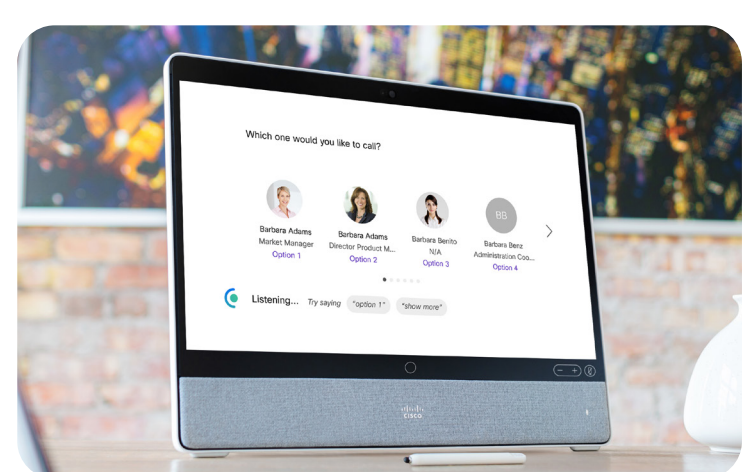 Which one would you like to call?
BB
Barbara Adams
Market Manager
Option 1
Barbara Adams
Director Product M...
Option 2
Barbara Benito
N/A
Option 3
Barbara Benz
Administration Coo...
Option 4
Listening... Try saying "option 1" "show more"
CISCO